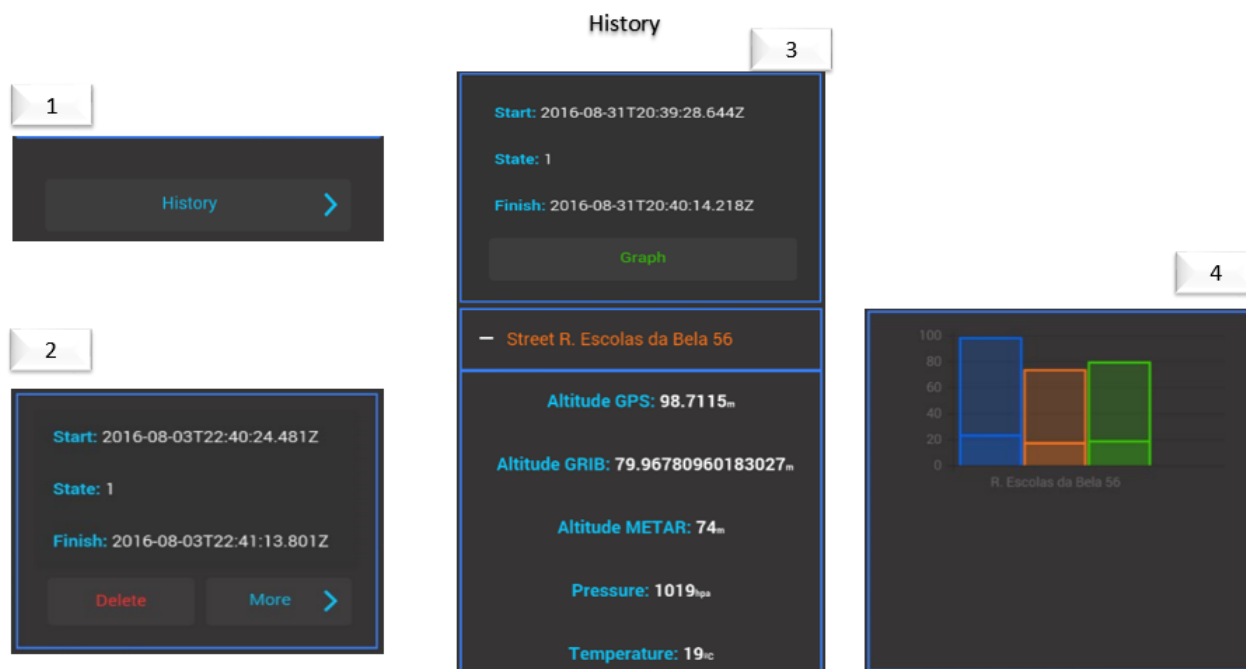 History
1
History
2
Start: 2016-08-03T22:40:24.481Z
State: 1
Finish: 2016-08-03T22:41:13.801Z
Delete
More
3
Start: 2016-08-31T20:39:28.644Z
State: 1
Finish: 2016-08-31T20:40:14.218Z
Graph
Street R. Escolas da Bela 56
Altitude GPS: 98.7115m
Altitude GRIB: 79.96780960183027m
Altitude METAR: 74m
Pressure: 1019hpa
Temperature: 19ºC
4
100
80
60
40
20
0
R. Escolas da Bela 56